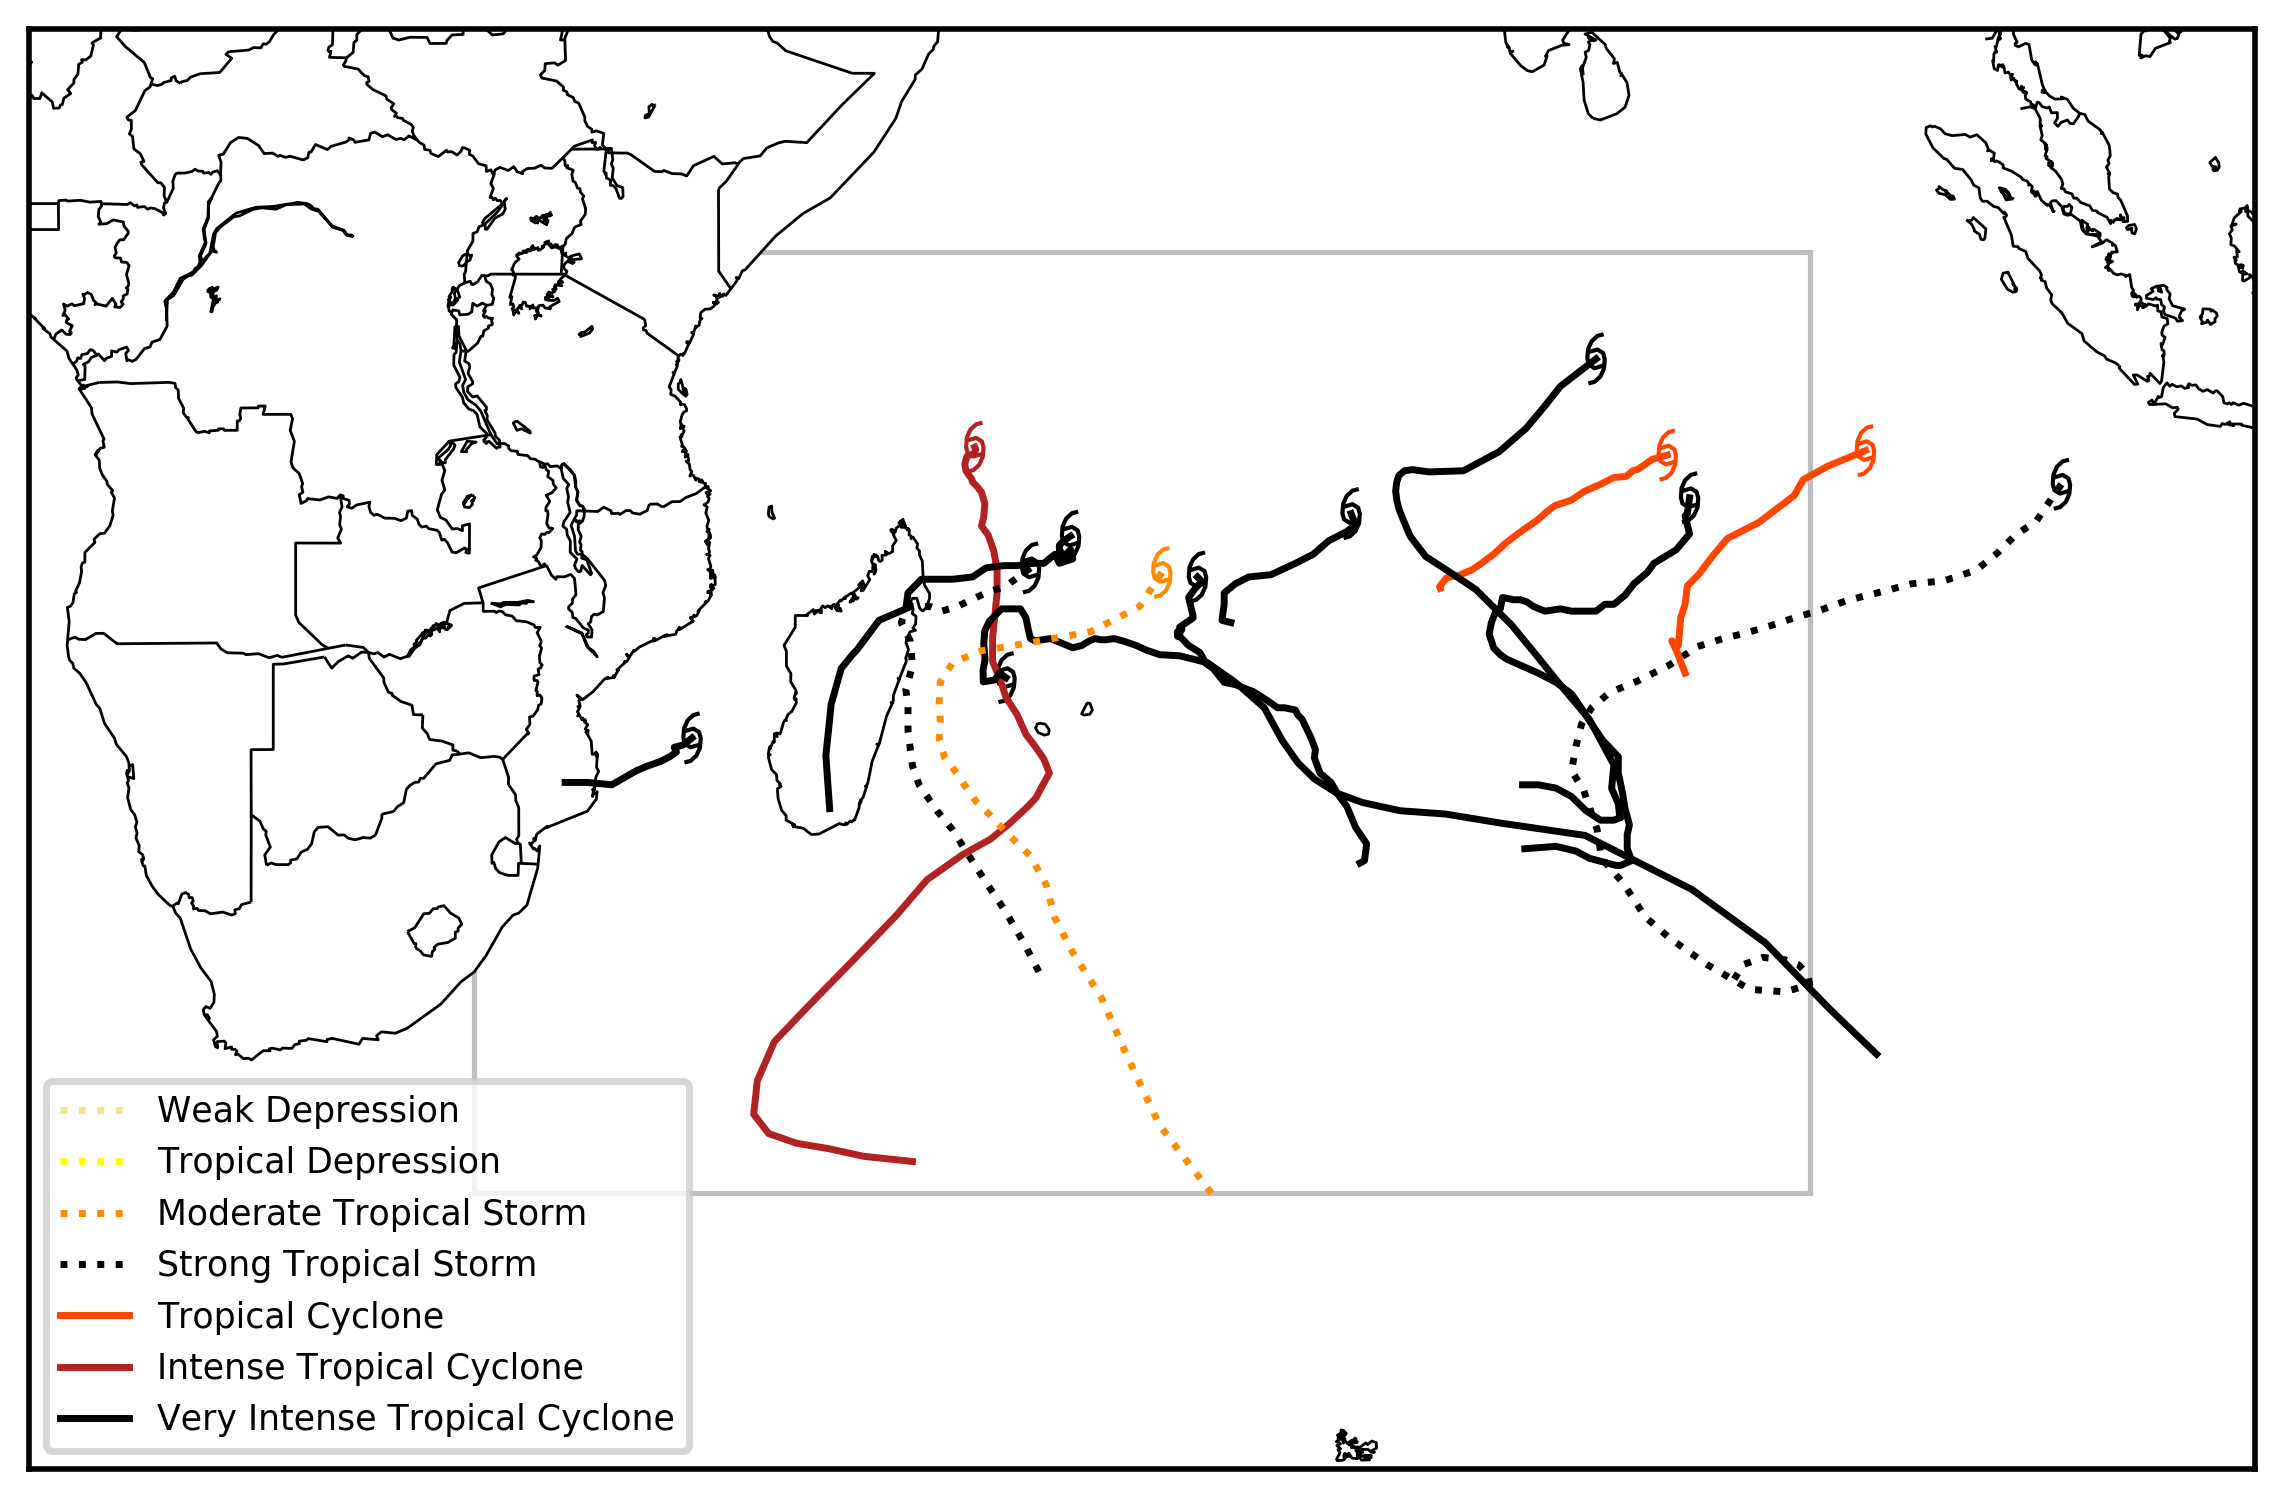 Weak Depression
Tropical Depression
Moderate Tropical Storm
Strong Tropical Storm
Tropical Cyclone
Intense Tropical Cyclone
Very Intense Tropical Cyclone